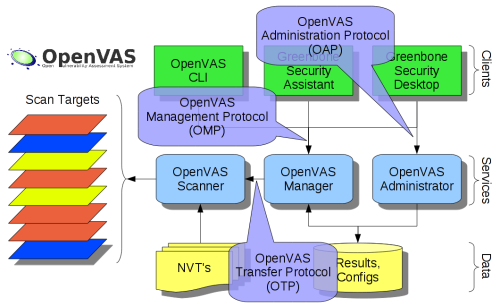 OpenVAS
Open Vulnerability Assessment System
OpenVAS
Administration Protocol
(OAP)
OpenVAS
CLI
Greenbone
Security
Assistant
Greenbone
Security
Desktop
Clients
Scan Targets
OpenVAS
Management Protocol
(OMP)
OpenVAS
Scanner
OpenVAS
Manager
OpenVAS
Administrator
Services
NVT's
OpenVAS
Transfer Protocol
(OTP)
Results,
Configs
Data